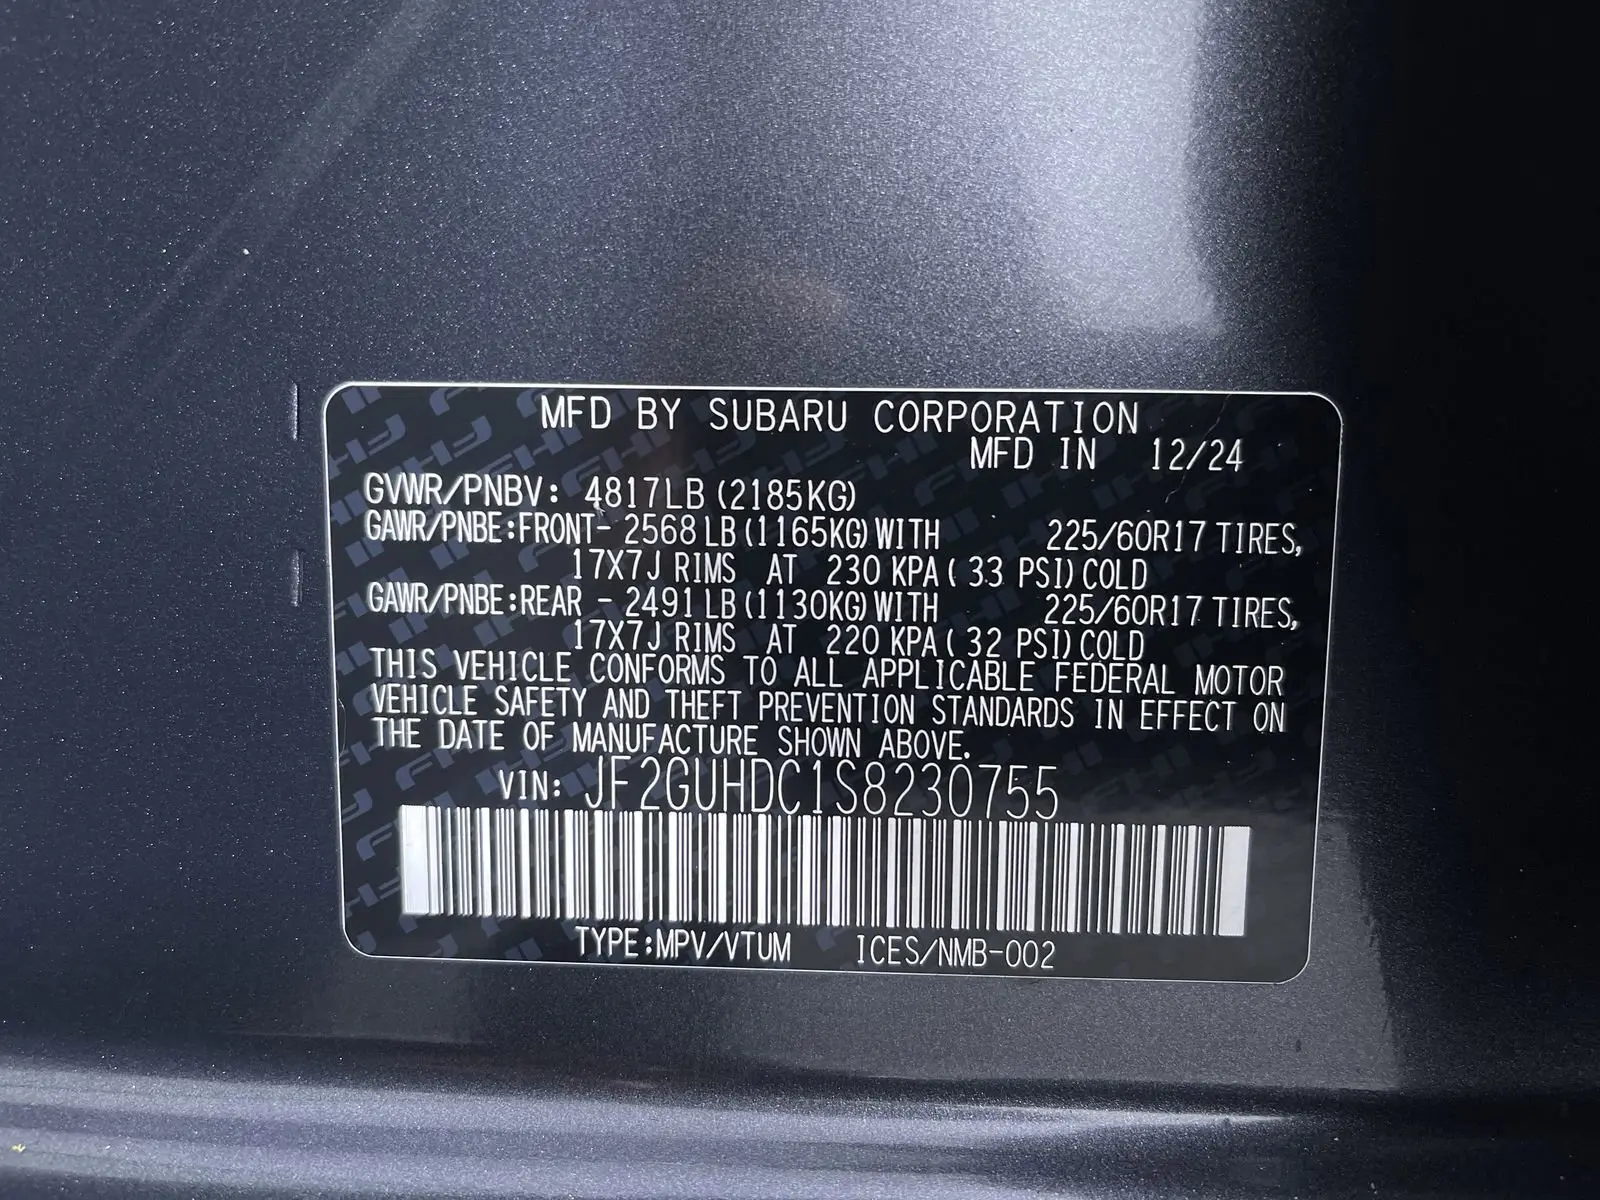 MFD BY SUBARU CORPORATION
MFD IN 12/24
GVWR/PNBV: 4817LB (2185KG)
GAWR/PNBE:FRONT- 2568 LB (1165KG) WITH 225/60R17 TIRES,
17X7J RIMS AT 230 KPA ( 33 PSI) COLD
GAWR/PNBE:REAR - 2491 LB (1130KG) WITH 225/60R17 TIRES,
17X7J RIMS AT 220 KPA ( 32 PSI) COLD
THIS VEHICLE CONFORMS TO ALL APPLICABLE FEDERAL MOTOR
VEHICLE SAFETY AND THEFT PREVENTION STANDARDS IN EFFECT ON
THE DATE OF MANUFACTURE SHOWN ABOVE.
VIN: JF2GUHDC1S8230755
TYPE:MPV/VTUM ICES/NMB-002